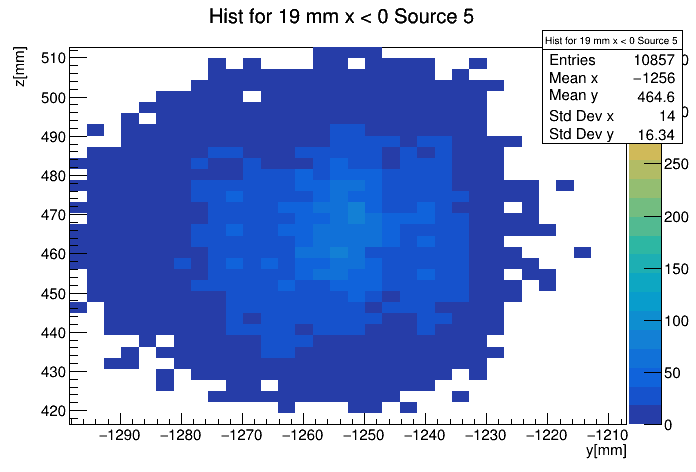 Hist for 19 mm x < 0 Source 5
z[mm]
510
500
490
480
470
460
450
440
430
420
−1290 −1280 −1270 −1260 −1250 −1240 −1230 −1220 −1210
y[mm]
Hist for 19 mm x < 0 Source 5
Entries 10857
Mean x −1256
Mean y 464.6
Std Dev x 14
Std Dev y 16.34
250
200
150
100
50
0